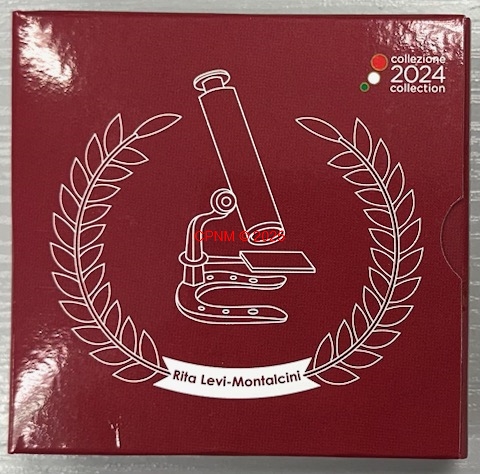 collezione
2024
collection
CPNM © 2025
Rita Levi-Montalcini